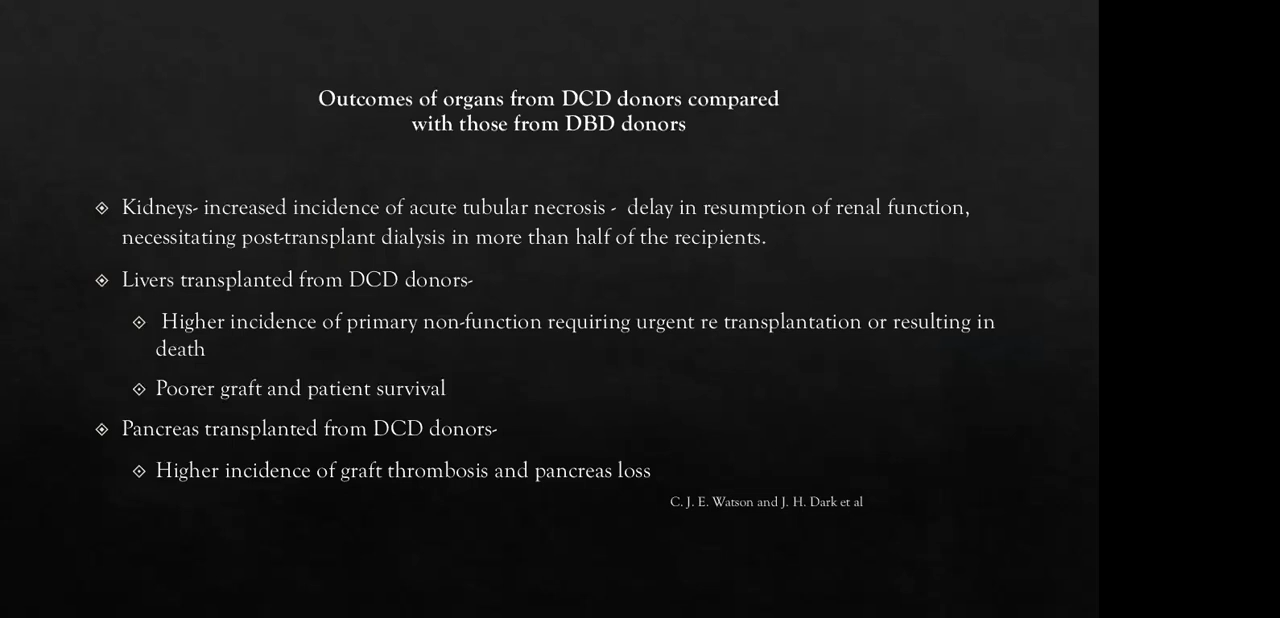 Outcomes of organs from DCD donors compared
with those from DBD donors
Kidneys- increased incidence of acute tubular necrosis - delay in resumption of renal function,
necessitating post-transplant dialysis in more than half of the recipients.
Livers transplanted from DCD donors-
Higher incidence of primary non-function requiring urgent re transplantation or resulting in
death
Poorer graft and patient survival
Pancreas transplanted from DCD donors-
Higher incidence of graft thrombosis and pancreas loss
C. J. E. Watson and J. H. Dark et al